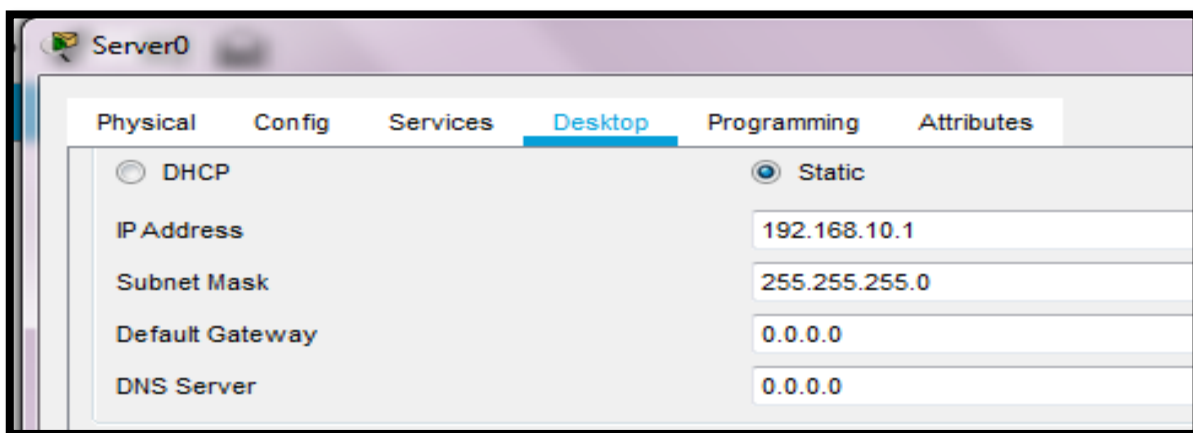 Server0
Physical Config Services Desktop Programming Attributes
DHCP Static
IP Address 192.168.10.1
Subnet Mask 255.255.255.0
Default Gateway 0.0.0.0
DNS Server 0.0.0.0